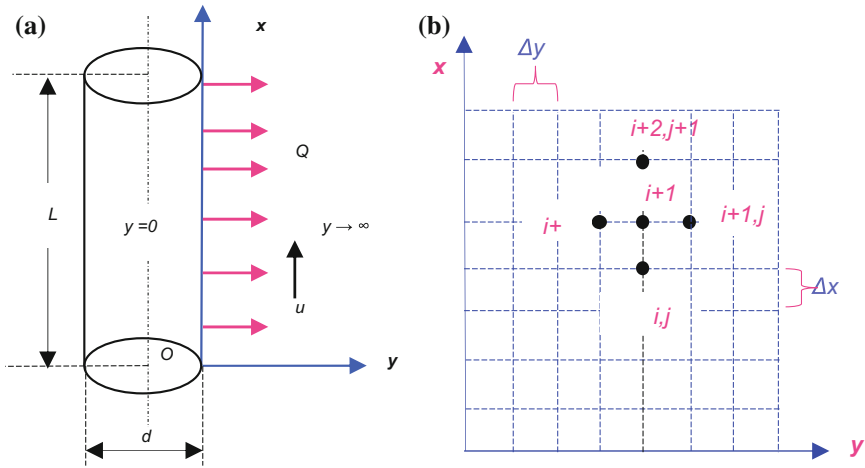 (a)
x
L
y=0
Q
y → ∞
u
O
y
d
(b)
x
Δy
i+2,j+1
i+1
i+
i+1,j
Δx
i,j
y